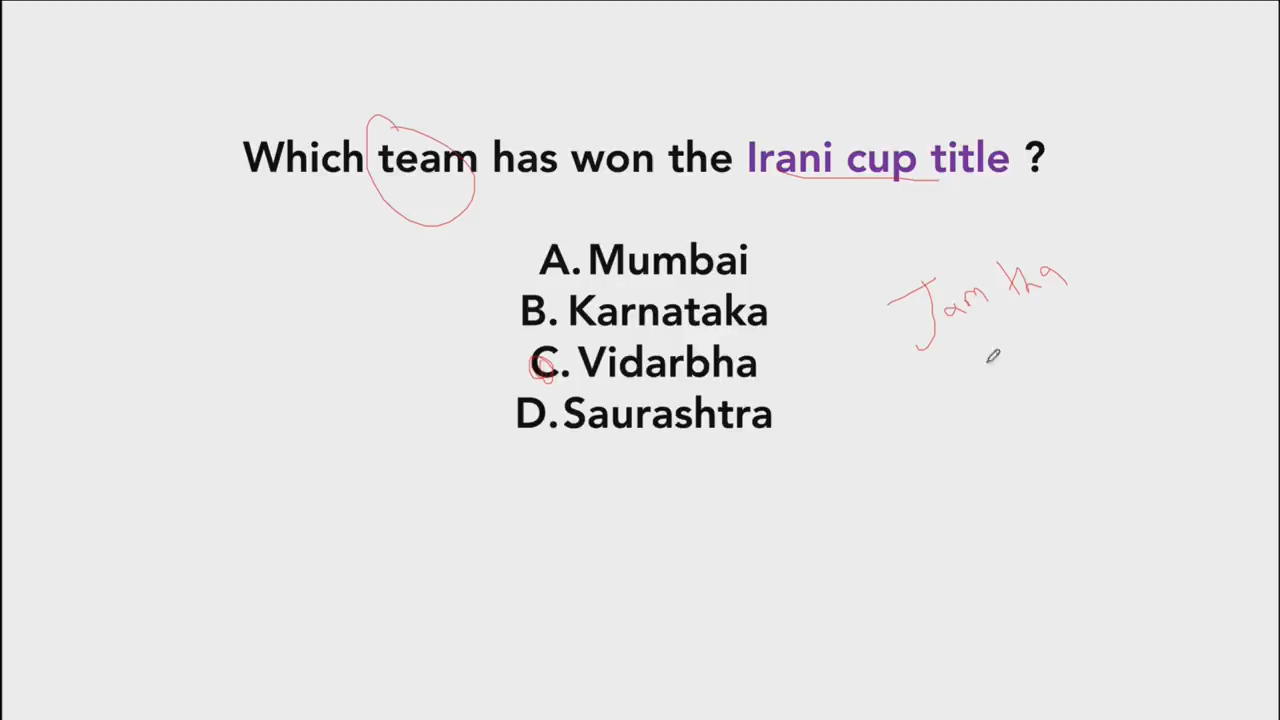 Which team has won the Irani cup title ?
A. Mumbai
B. Karnataka
C. Vidarbha
D. Saurashtra
Jamtha